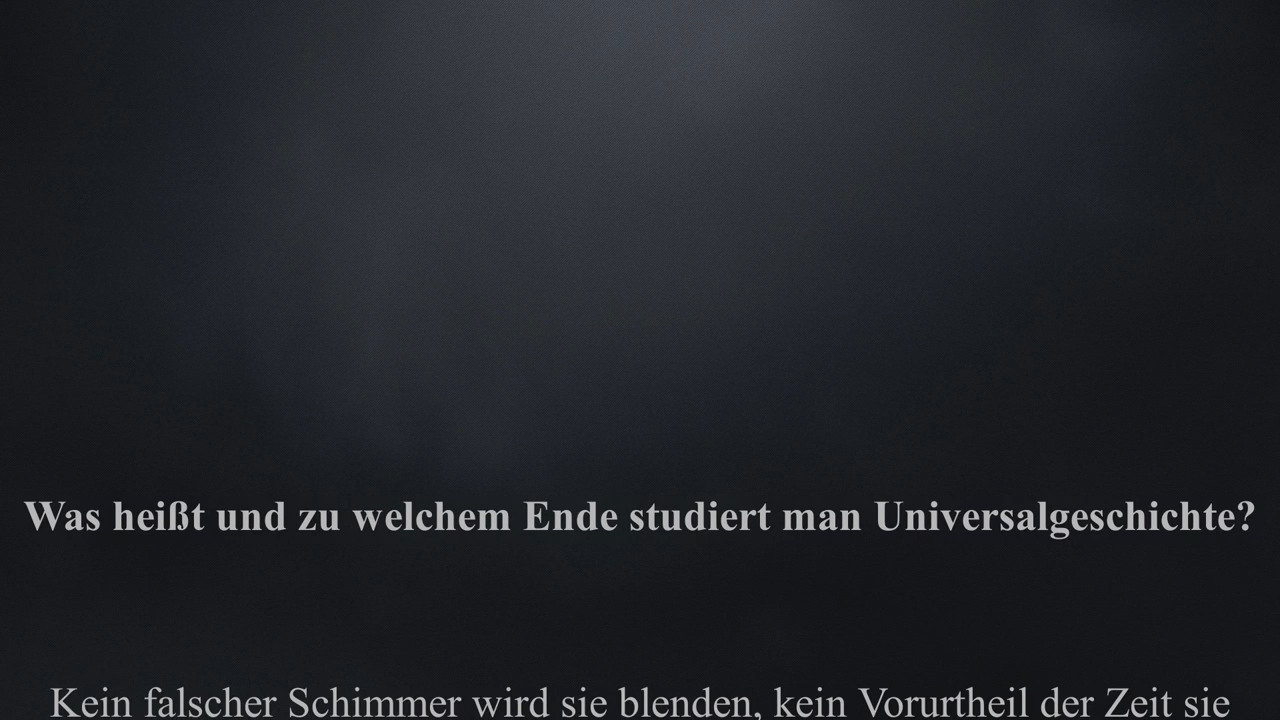 Was heißt und zu welchem Ende studiert man Universalgeschichte?
Kein falscher Schimmer wird sie blenden, kein Vorurtheil der Zeit sie